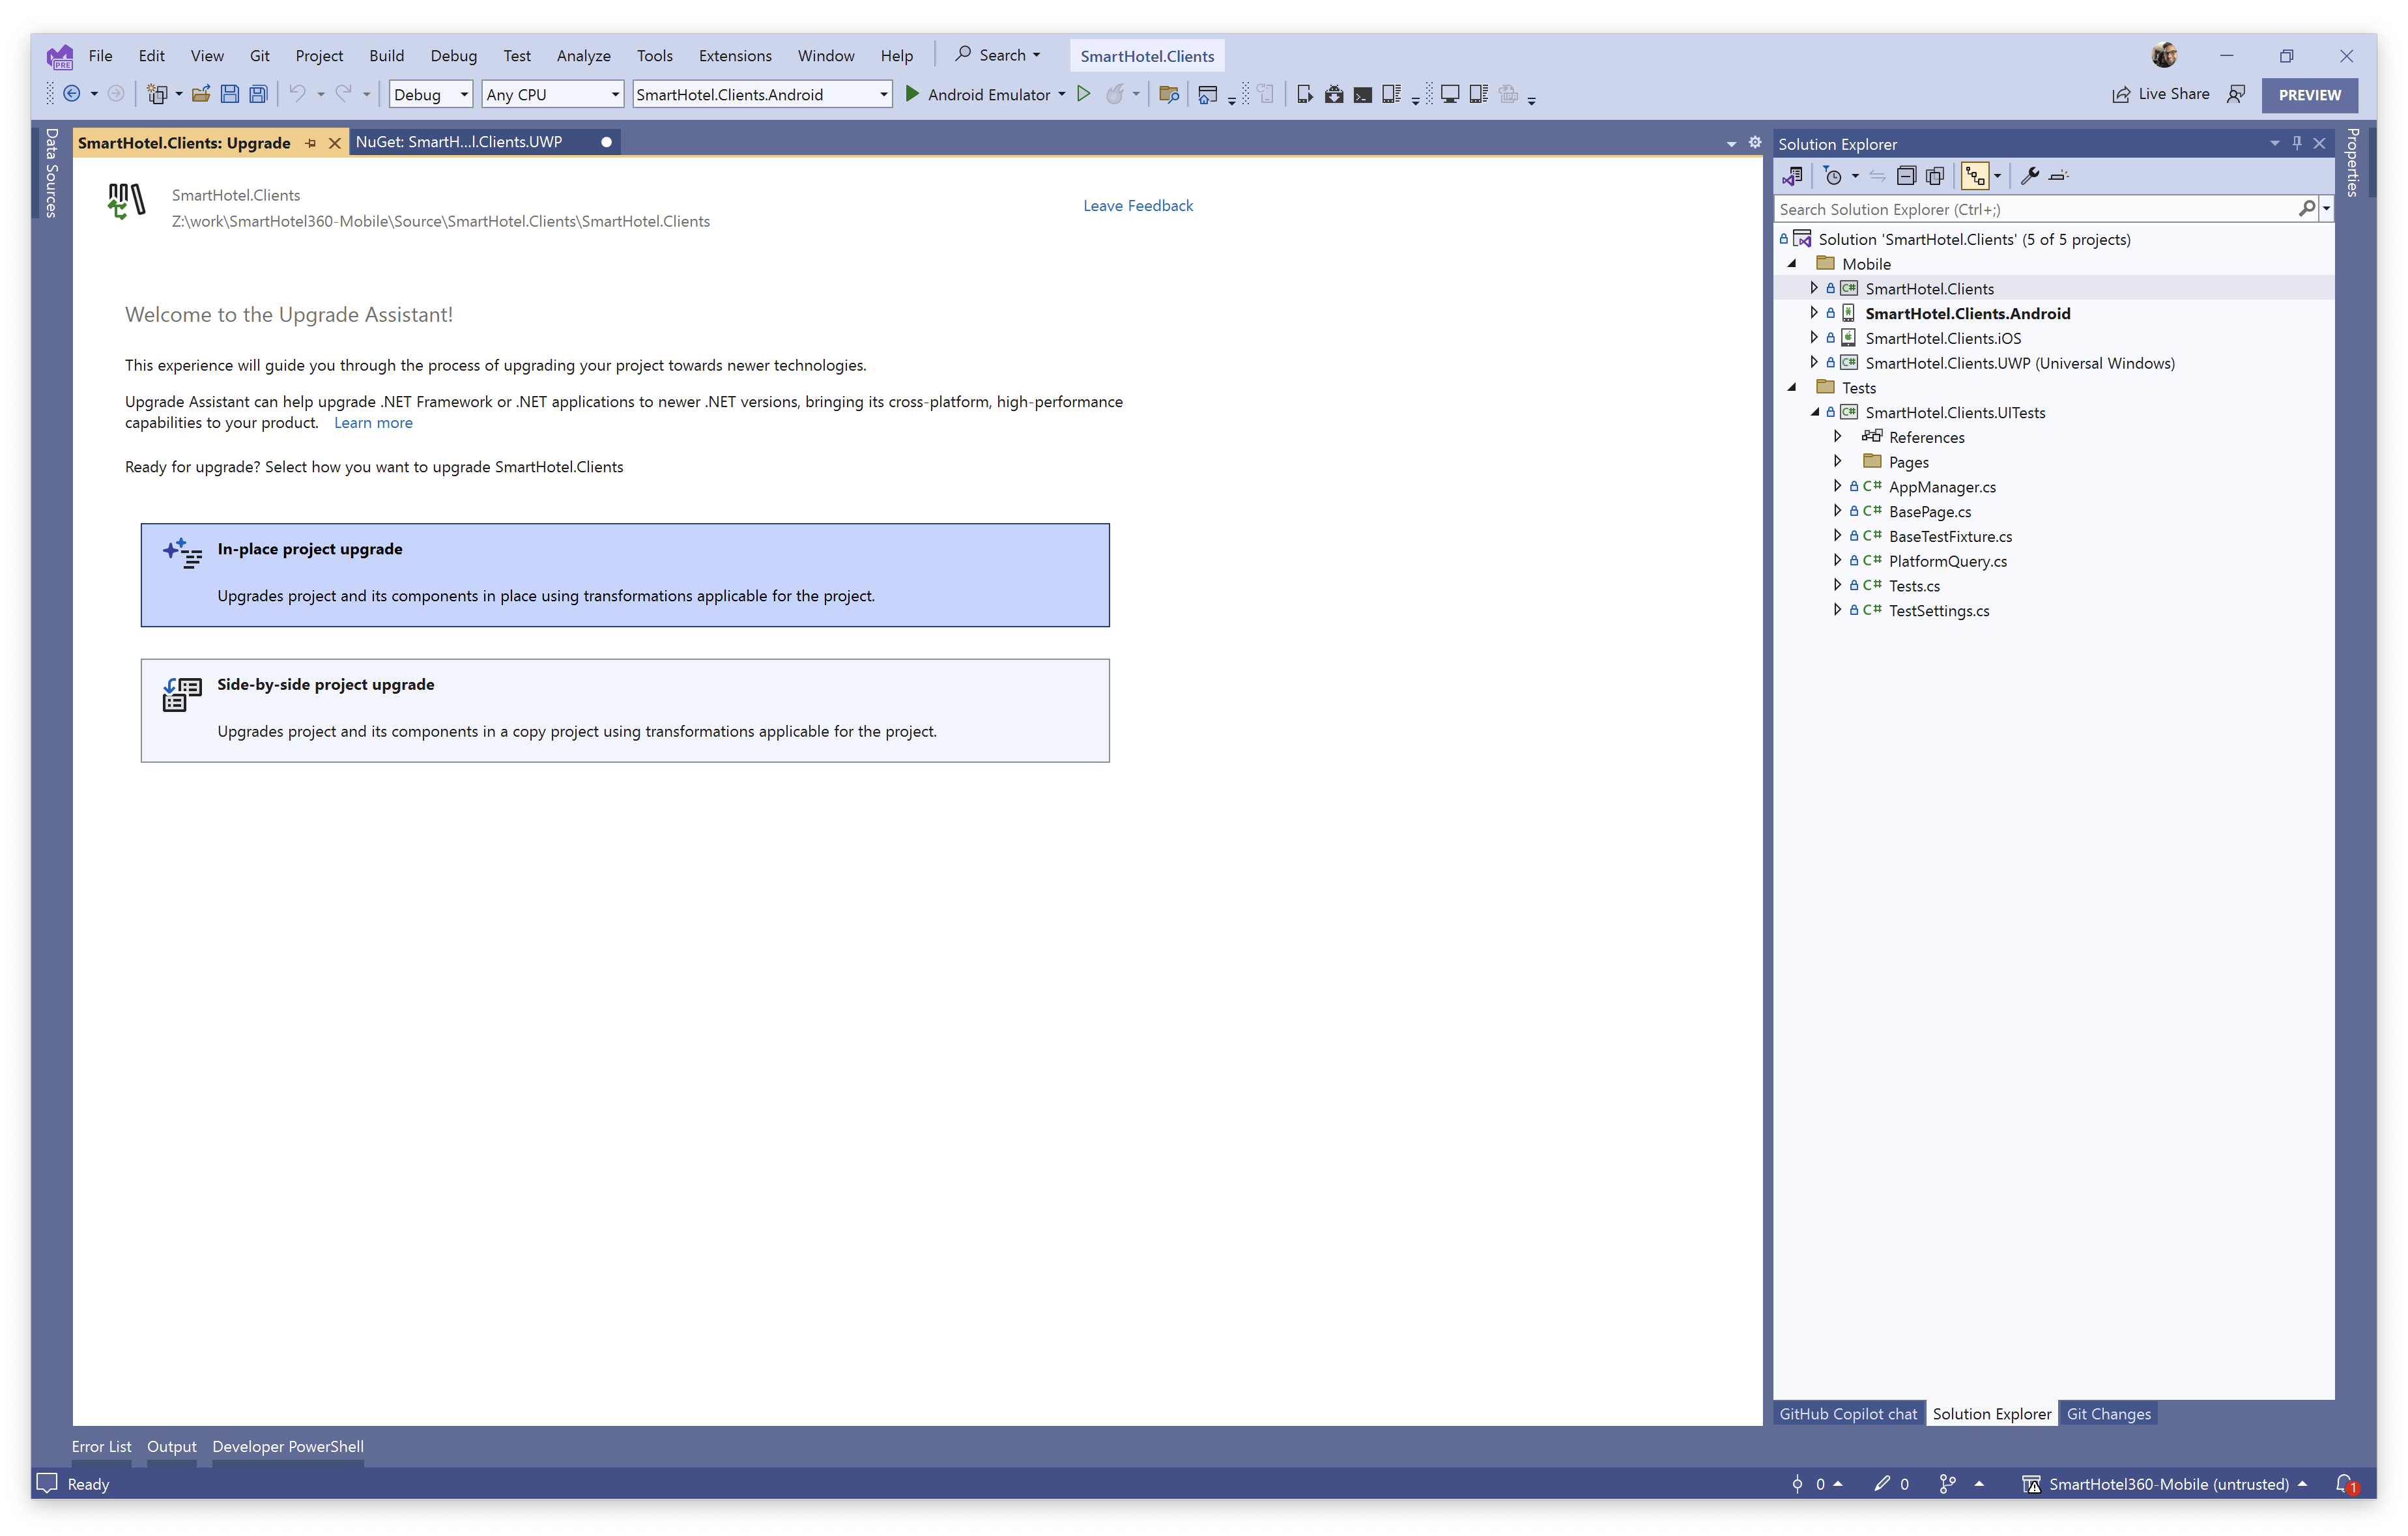 File Edit View Git Project Build Debug Test Analyze Tools Extensions Window Help Search SmartHotel.Clients
PRE
Debug Any CPU SmartHotel.Clients.Android Android Emulator Live Share PREVIEW
Data Sources
SmartHotel.Clients: Upgrade NuGet: SmartH...l.Clients.UWP
SmartHotel.Clients
Z:\work\SmartHotel360-Mobile\Source\SmartHotel.Clients\SmartHotel.Clients
Leave Feedback
Welcome to the Upgrade Assistant!
This experience will guide you through the process of upgrading your project towards newer technologies.
Upgrade Assistant can help upgrade .NET Framework or .NET applications to newer .NET versions, bringing its cross-platform, high-performance
capabilities to your product. Learn more
Ready for upgrade? Select how you want to upgrade SmartHotel.Clients
In-place project upgrade
Upgrades project and its components in place using transformations applicable for the project.
Side-by-side project upgrade
Upgrades project and its components in a copy project using transformations applicable for the project.
Solution Explorer
Properties
Search Solution Explorer (Ctrl+;)
Solution 'SmartHotel.Clients' (5 of 5 projects)
Mobile
C# SmartHotel.Clients
SmartHotel.Clients.Android
SmartHotel.Clients.iOS
C# SmartHotel.Clients.UWP (Universal Windows)
Tests
C# SmartHotel.Clients.UITests
References
Pages
C# AppManager.cs
C# BasePage.cs
C# BaseTestFixture.cs
C# PlatformQuery.cs
C# Tests.cs
C# TestSettings.cs
GitHub Copilot chat Solution Explorer Git Changes
Error List Output Developer PowerShell
Ready 0 0 SmartHotel360-Mobile (untrusted) 1